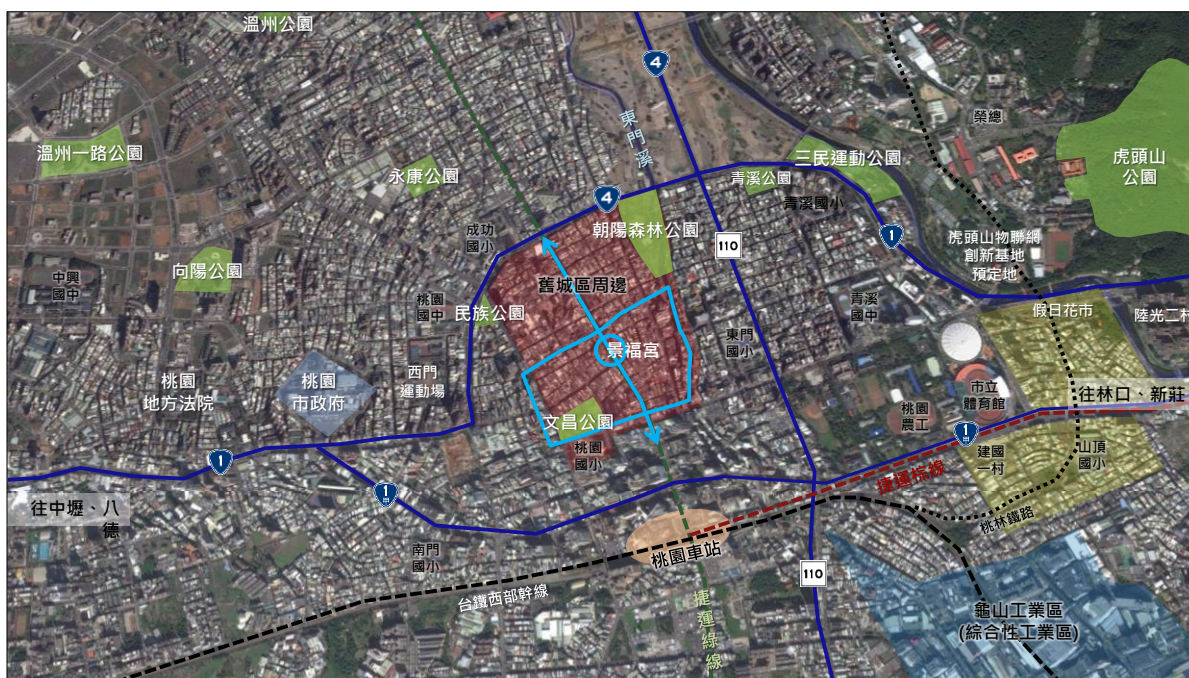 溫州公園
4
東
門
溪
榮總
溫州一路公園
永康公園
三民運動公園
虎頭山
公園
青溪公園
青溪國小
4
朝陽森林公園
成功
國小
110
1
虎頭山物聯網
創新基地
預定地
中興
國中
向陽公園
舊城區周邊
桃園
國中
民族公園
青溪
國中
假日花市
陸光二村
景福宮
東門
國小
桃園
地方法院
桃園
市政府
西門
運動場
市立
體育館
往林口、新莊
文昌公園
桃園
農工
1
甲
桃園
國小
建國
一村
山頂
國小
1
1
甲
捷運棕線
往中壢、八
德
桃林鐵路
南門
國小
桃園車站
110
台鐵西部幹線
捷
運
綠
線
龜山工業區
(綜合性工業區)